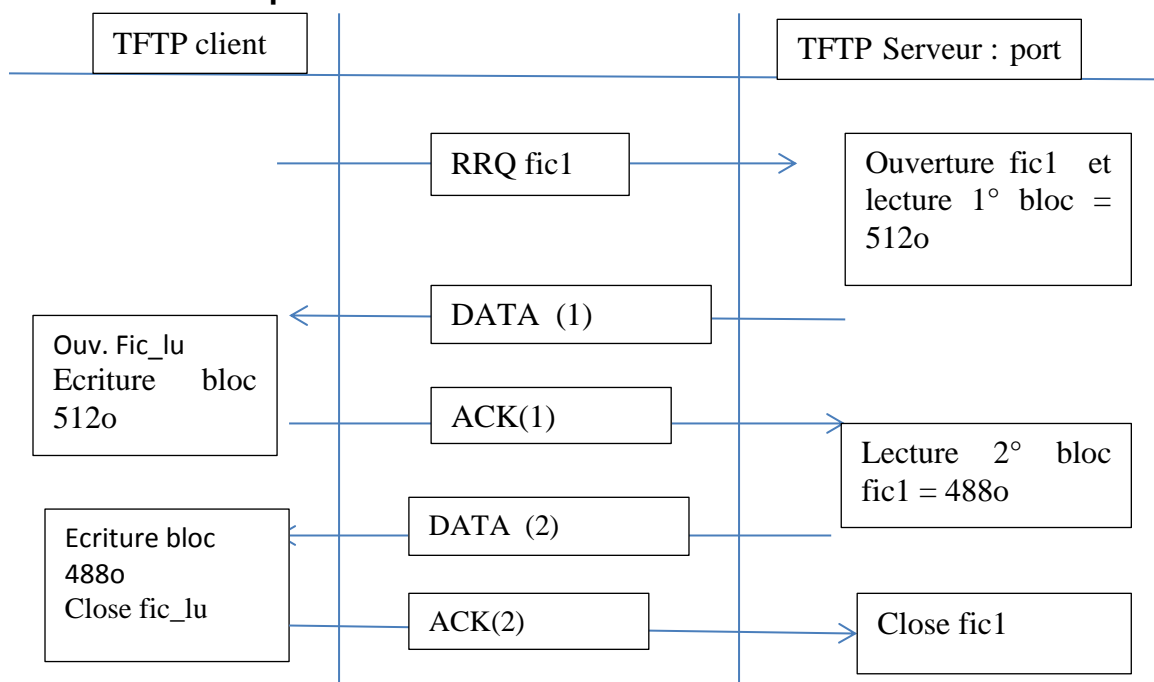 TFTP client
TFTP Serveur : port
RRQ fic1
Ouverture fic1 et
lecture 1° bloc =
512o
DATA (1)
Ouv. Fic_lu
Ecriture bloc
512o
ACK(1)
Lecture 2° bloc
fic1 = 488o
DATA (2)
Ecriture bloc
488o
Close fic_lu
ACK(2)
Close fic1